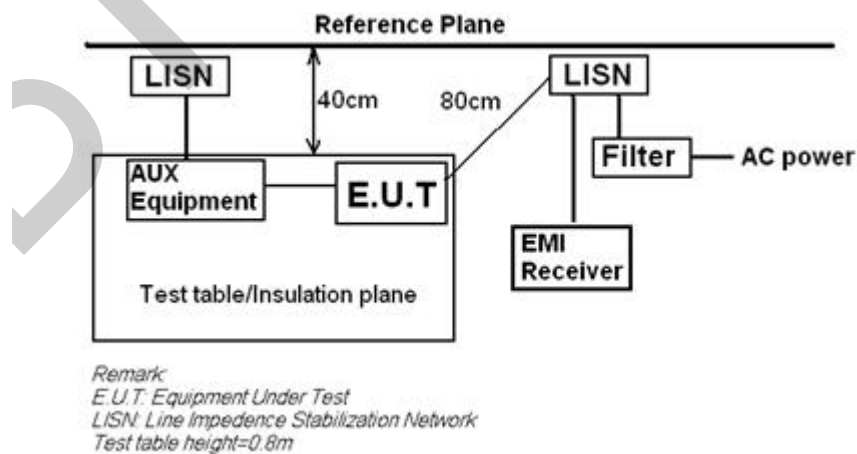 Reference Plane
LISN
LISN
40cm
80cm
Filter
AC power
AUX
Equipment
E.U.T
EMI
Receiver
Test table/Insulation plane
Remark:
E.U.T: Equipment Under Test
LISN: Line Impedence Stabilization Network
Test table height=0.8m